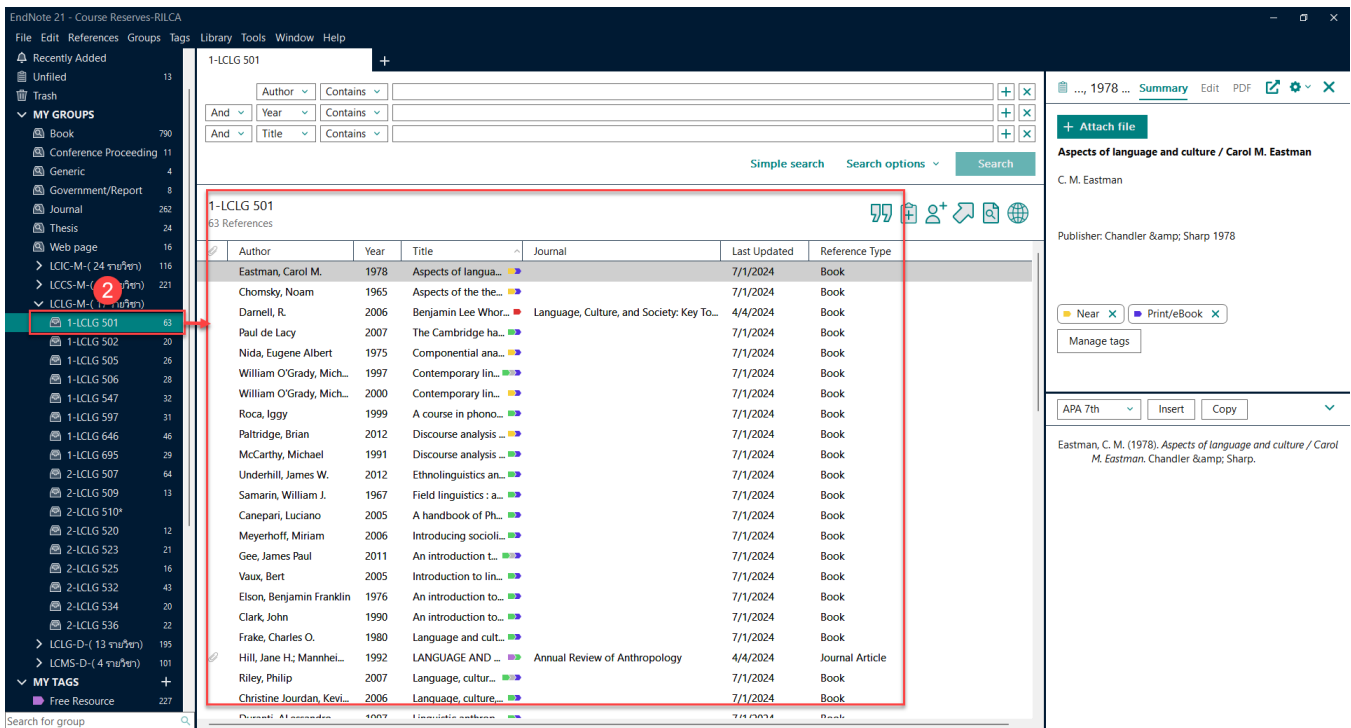 EndNote 21 - Course Reserves-RILCA
File Edit References Groups Tags Library Tools Window Help
Recently Added
Unfiled 13
Trash
MY GROUPS
Book 790
Conference Proceeding 11
Generic 4
Government/Report 8
Journal 262
Thesis 24
Web page 16
LCIC-M-( 24 รายวิชา) 116
LCCS-M-( รายวิชา) 221
2
LCLG-M-( 17 รายวิชา)
1-LCLG 501 63
1-LCLG 502 20
1-LCLG 505 26
1-LCLG 506 28
1-LCLG 547 32
1-LCLG 597 31
1-LCLG 646 46
1-LCLG 695 29
2-LCLG 507 64
2-LCLG 509 13
2-LCLG 510*
2-LCLG 520 12
2-LCLG 523 21
2-LCLG 525 16
2-LCLG 532 43
2-LCLG 534 20
2-LCLG 536 22
LCLG-D-( 13 รายวิชา) 195
LCMS-D-( 4 รายวิชา) 101
MY TAGS +
Free Resource 227
Search for group
1-LCLG 501 +
Author Contains
And Year Contains
And Title Contains
Simple search Search options Search
1-LCLG 501
63 References
Author Year Title Journal Last Updated Reference Type
Eastman, Carol M. 1978 Aspects of langua... 7/1/2024 Book
Chomsky, Noam 1965 Aspects of the the... 7/1/2024 Book
Darnell, R. 2006 Benjamin Lee Whor... Language, Culture, and Society: Key To... 4/4/2024 Book
Paul de Lacy 2007 The Cambridge ha... 7/1/2024 Book
Nida, Eugene Albert 1975 Componential ana... 7/1/2024 Book
William O'Grady, Mich... 1997 Contemporary lin... 7/1/2024 Book
William O'Grady, Mich... 2000 Contemporary lin... 7/1/2024 Book
Roca, Iggy 1999 A course in phono... 7/1/2024 Book
Paltridge, Brian 2012 Discourse analysis ... 7/1/2024 Book
McCarthy, Michael 1991 Discourse analysis ... 7/1/2024 Book
Underhill, James W. 2012 Ethnolinguistics an... 7/1/2024 Book
Samarin, William J. 1967 Field linguistics : a... 7/1/2024 Book
Canepari, Luciano 2005 A handbook of Ph... 7/1/2024 Book
Meyerhoff, Miriam 2006 Introducing socioli... 7/1/2024 Book
Gee, James Paul 2011 An introduction t... 7/1/2024 Book
Vaux, Bert 2005 Introduction to lin... 7/1/2024 Book
Elson, Benjamin Franklin 1976 An introduction to... 7/1/2024 Book
Clark, John 1990 An introduction to... 7/1/2024 Book
Frake, Charles O. 1980 Language and cult... 7/1/2024 Book
Hill, Jane H.; Mannhei... 1992 LANGUAGE AND ... Annual Review of Anthropology 4/4/2024 Journal Article
Riley, Philip 2007 Language, cultur... 7/1/2024 Book
Christine Jourdan, Kevi... 2006 Language, culture,... 7/1/2024 Book
..., 1978 ... Summary Edit PDF
+ Attach file
Aspects of language and culture / Carol M. Eastman
C. M. Eastman
Publisher: Chandler &amp; Sharp 1978
Near Print/eBook
Manage tags
APA 7th Insert Copy
Eastman, C. M. (1978). Aspects of language and culture / Carol
M. Eastman. Chandler &amp; Sharp.